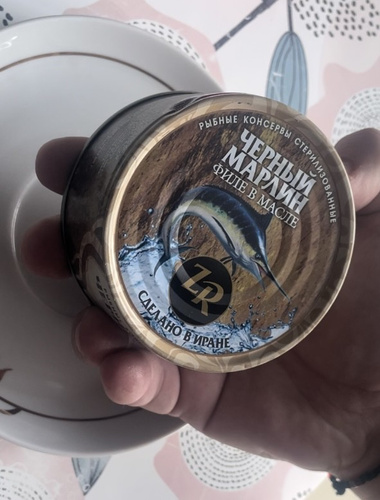 РЫБНЫЕ КОНСЕРВЫ СТЕРИЛИЗОВАННЫЕ
ЧЕРНЫЙ
МАРЛИН
ФИЛЕ В МАСЛЕ
ZR
СДЕЛАНО В ИРАНЕ